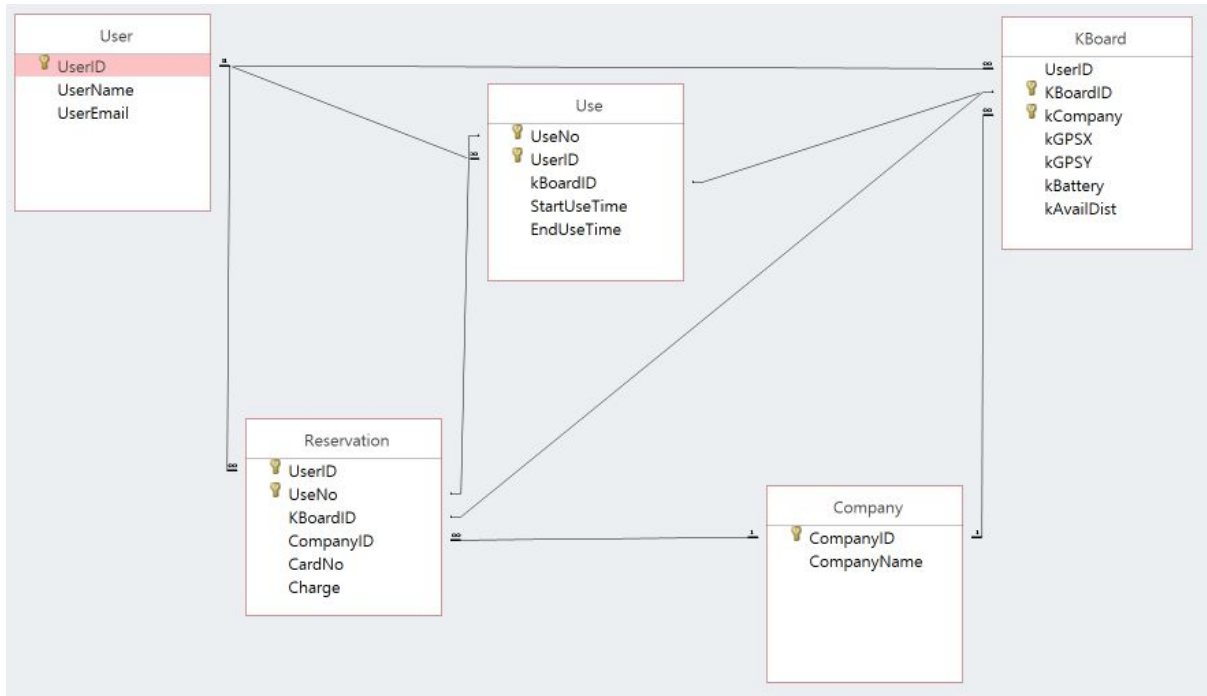 User
UserID
UserName
UserEmail
KBoard
UserID
KBoardID
kCompany
kGPSX
kGPSY
kBattery
kAvailDist
Use
UseNo
UserID
kBoardID
StartUseTime
EndUseTime
Reservation
UserID
UseNo
KBoardID
CompanyID
CardNo
Charge
Company
CompanyID
CompanyName